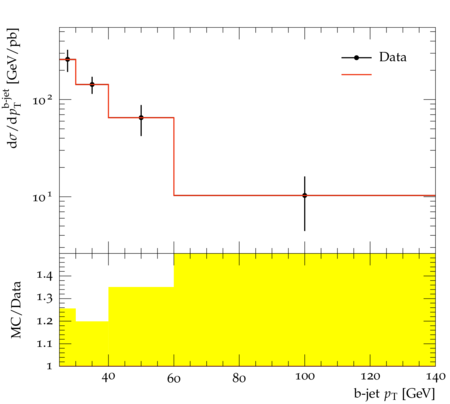 Data
dσ/dp_T^b-jet [GeV/pb]
10²
10¹
MC/Data
1.4
1.3
1.2
1.1
1
40 60 80 100 120 140
b-jet p_T [GeV]